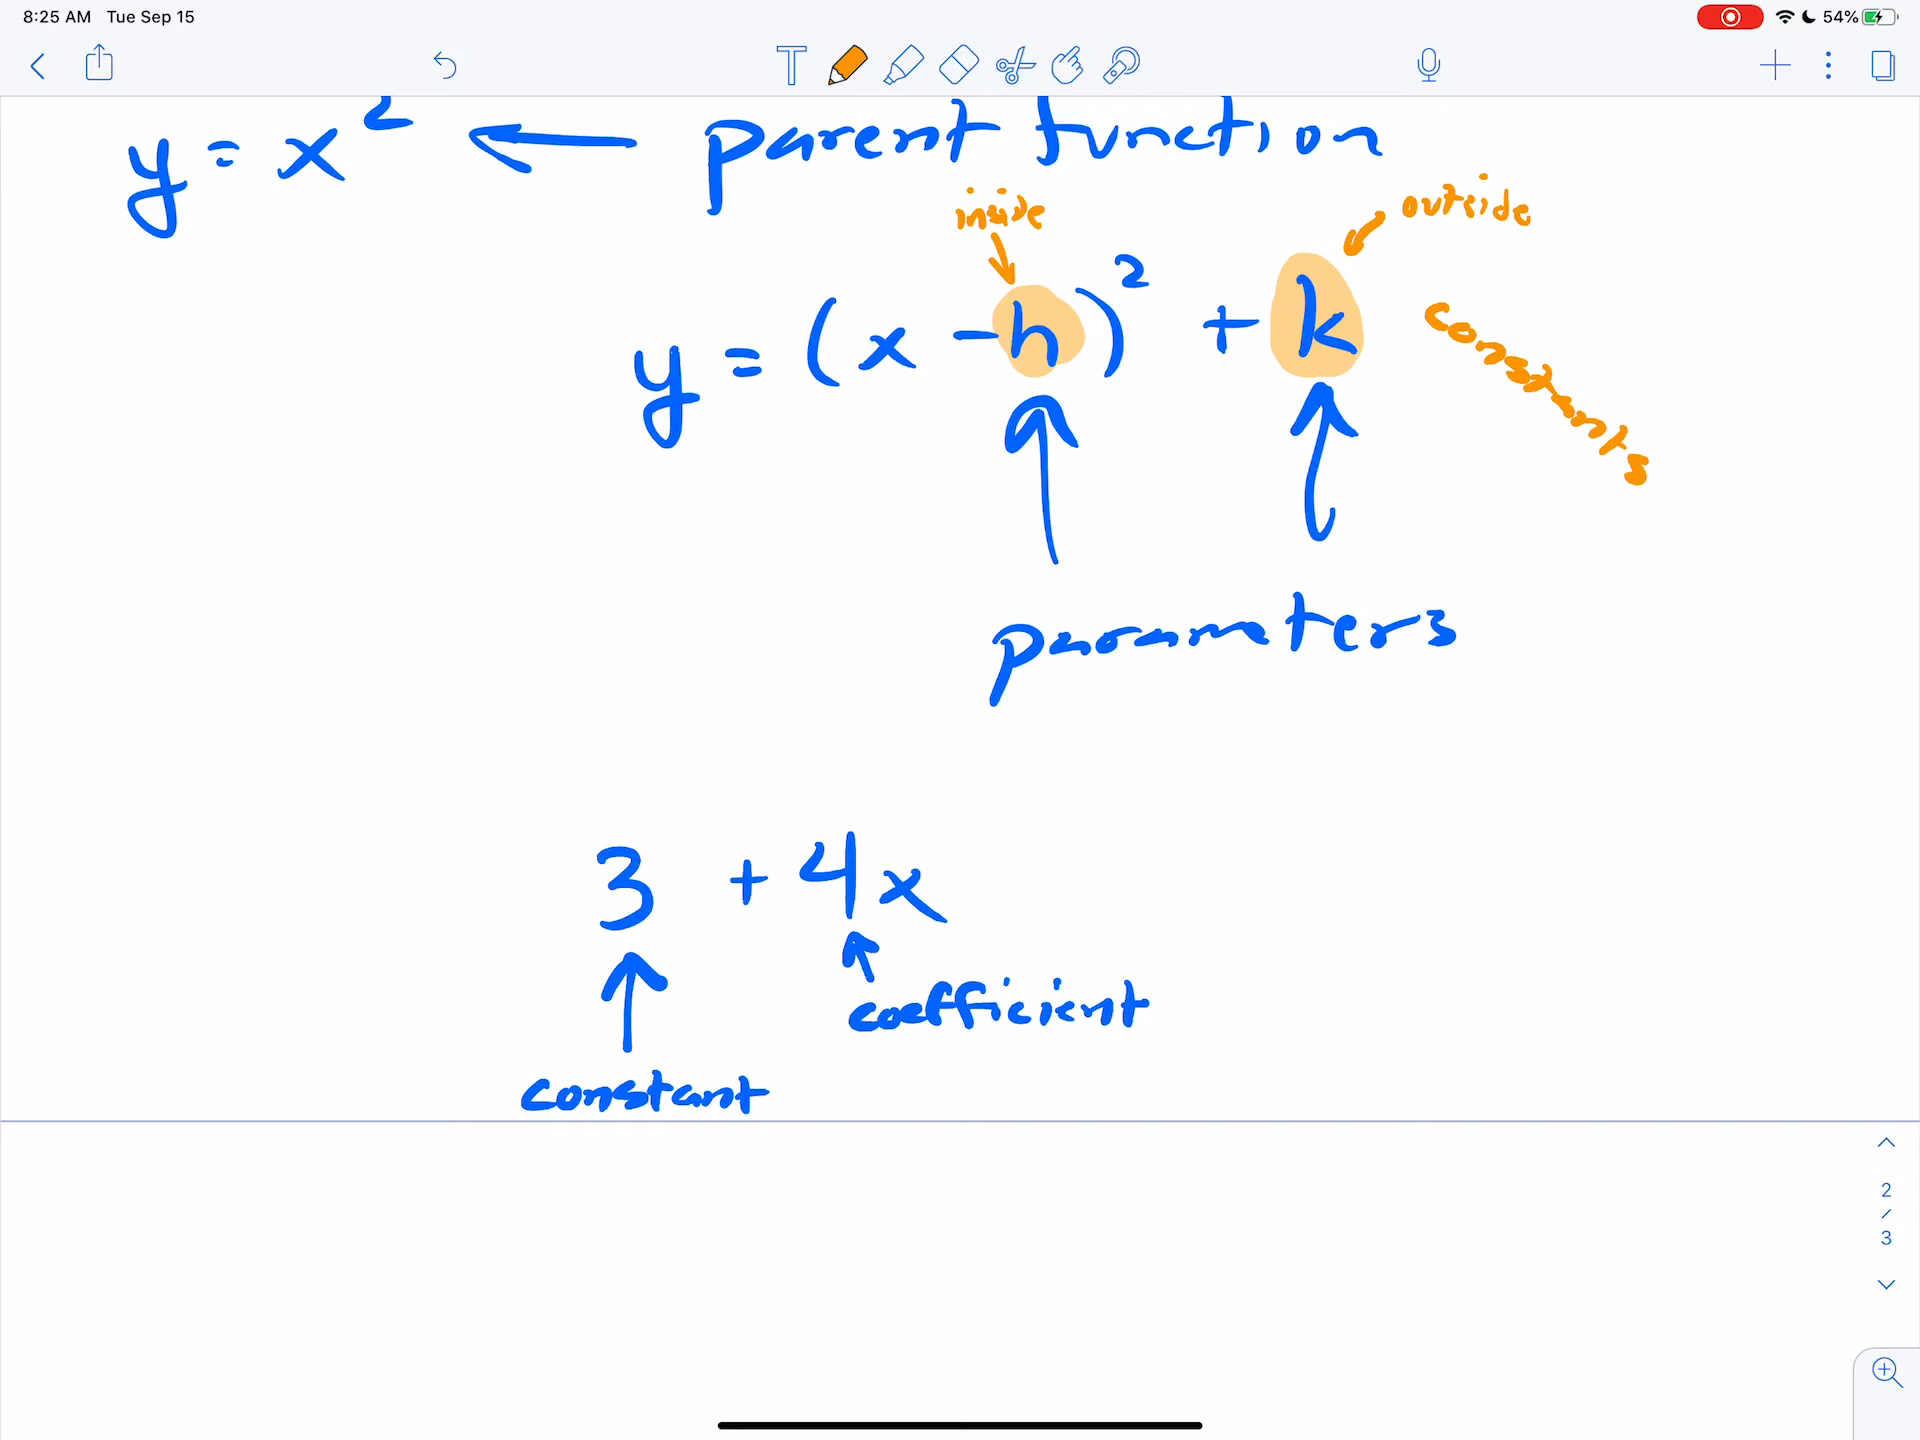 8:25 AM Tue Sep 15 54%
T
y = x² ← parent function
inside
outside
y = (x - h)² + k
constants
parameters
3 + 4x
coefficient
constant
2
/
3